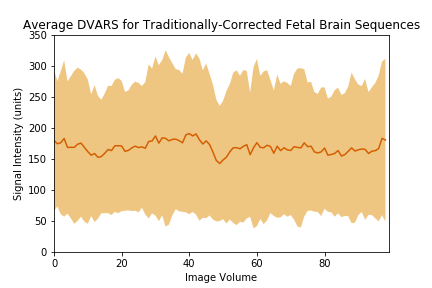 Average DVARS for Traditionally-Corrected Fetal Brain Sequences
350
300
250
200
150
100
50
0
Signal Intensity (units)
0 20 40 60 80
Image Volume